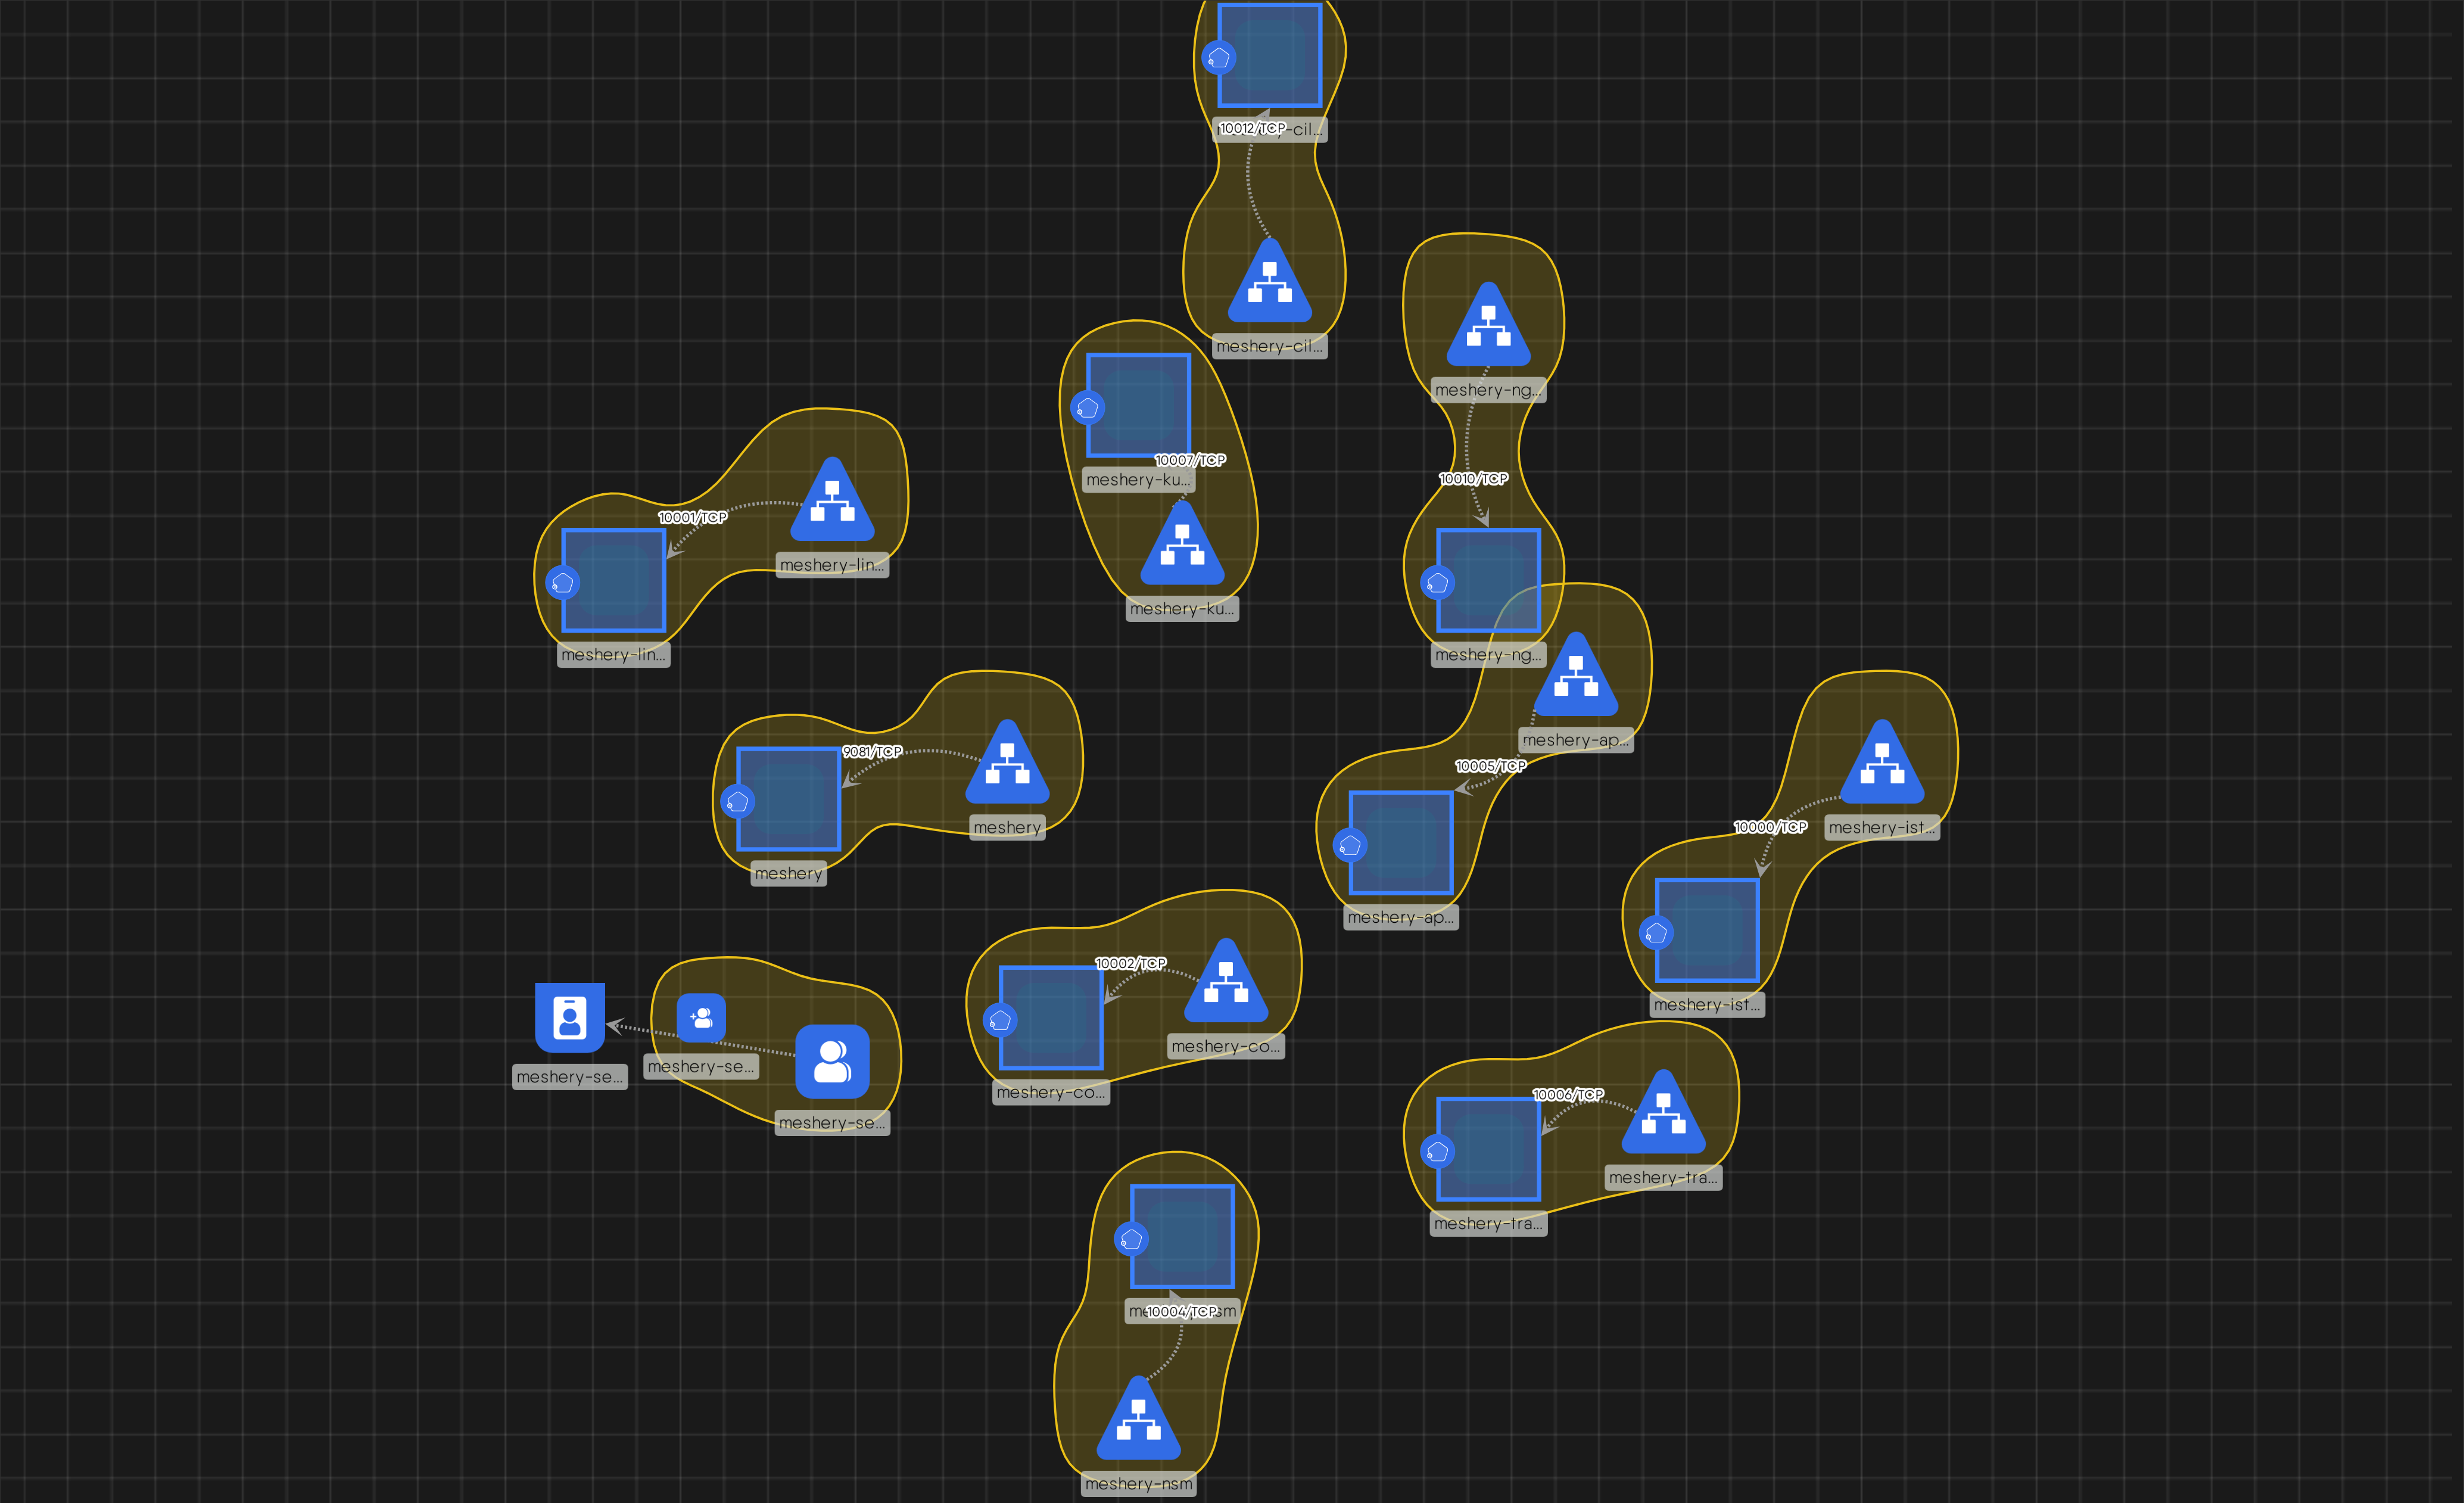 10012/TCP
meshery-cil...
meshery-ng...
10007/TCP
meshery-ku...
10010/TCP
10001/TCP
meshery-lin...
meshery-ku...
meshery-lin...
meshery-ng...
meshery-ap...
9081/TCP
10005/TCP
meshery
10000/TCP
meshery-ist...
meshery
meshery-ap...
10002/TCP
meshery-ist...
meshery-co...
meshery-se...
meshery-se...
meshery-co...
10006/TCP
meshery-se...
meshery-tra...
meshery-tra...
10004/TCP
meshery-nsm